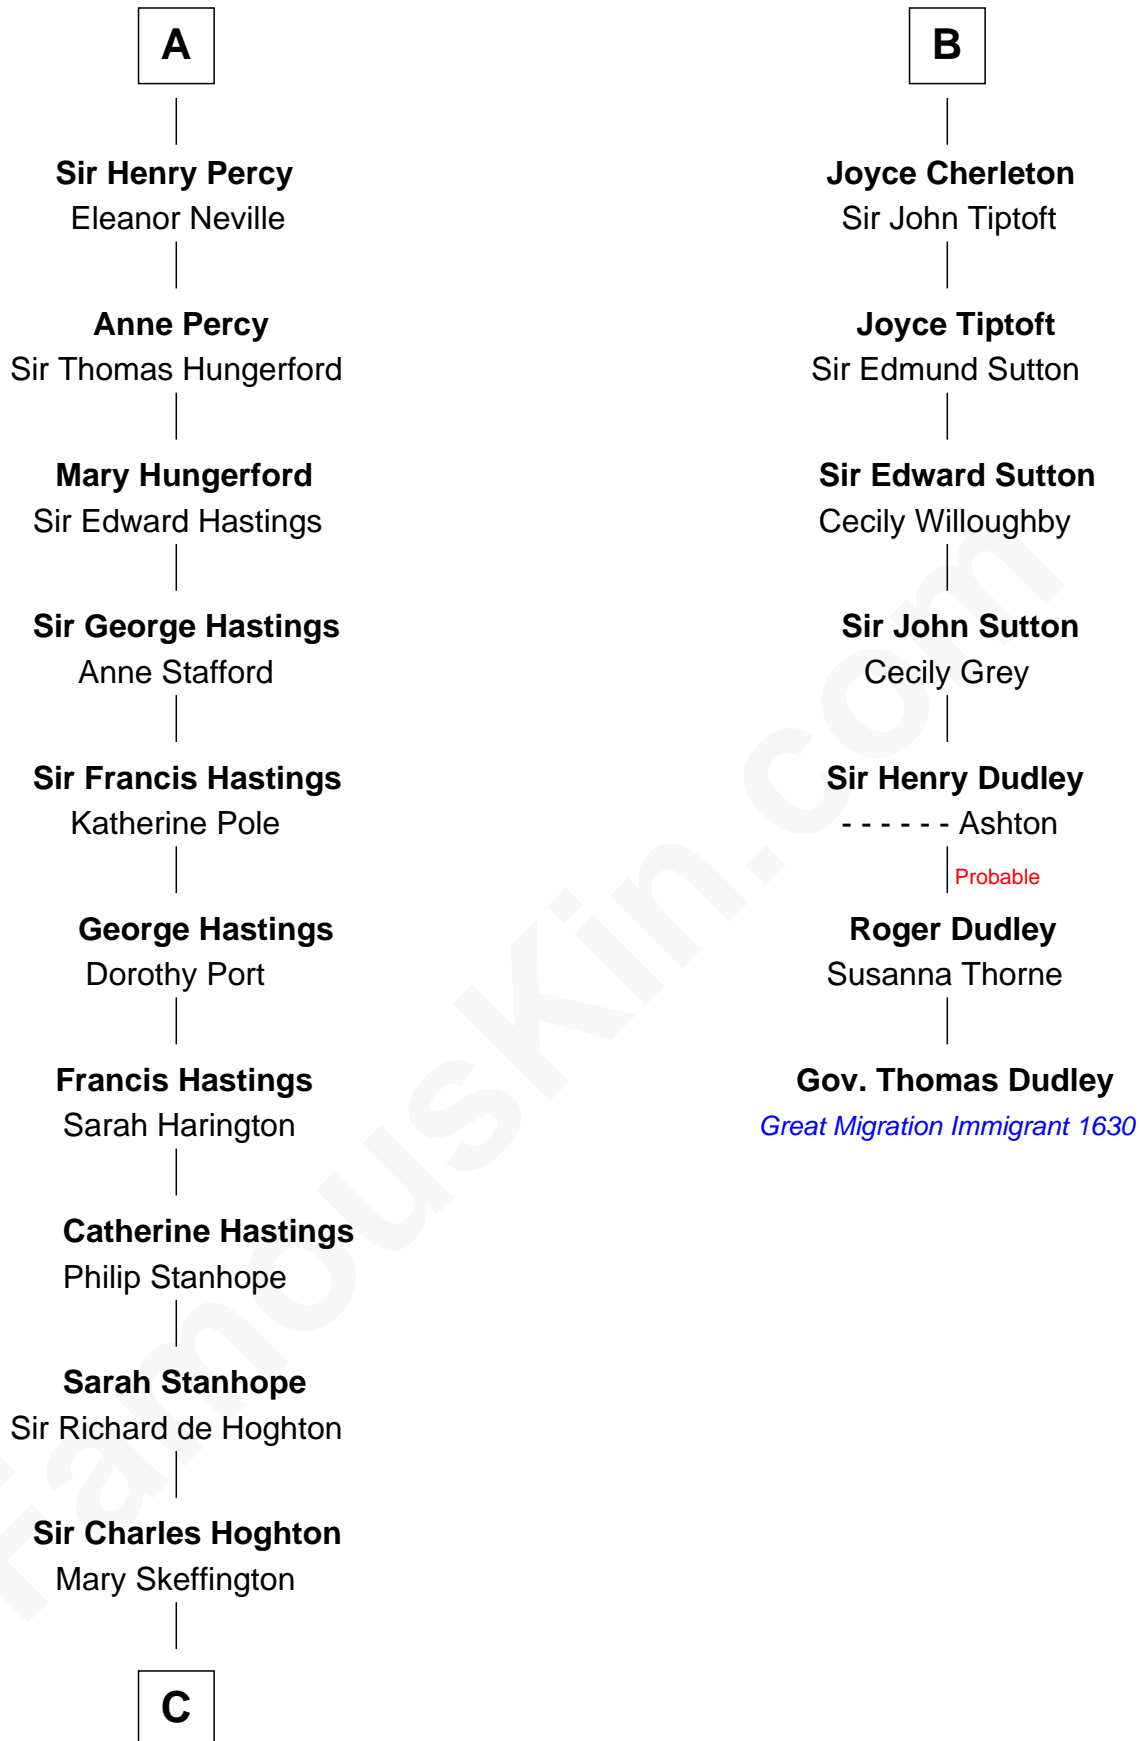 A
Sir Henry Percy
Eleanor Neville
Anne Percy
Sir Thomas Hungerford
Mary Hungerford
Sir Edward Hastings
Sir George Hastings
Anne Stafford
Sir Francis Hastings
Katherine Pole
George Hastings
Dorothy Port
Francis Hastings
Sarah Harington
Catherine Hastings
Philip Stanhope
Sarah Stanhope
Sir Richard de Hoghton
Sir Charles Hoghton
Mary Skeffington
C
B
Joyce Cherleton
Sir John Tiptoft
Joyce Tiptoft
Sir Edmund Sutton
Sir Edward Sutton
Cecily Willoughby
Sir John Sutton
Cecily Grey
Sir Henry Dudley
- - - - - - Ashton
Probable
Roger Dudley
Susanna Thorne
Gov. Thomas Dudley
Great Migration Immigrant 1630
FamousKin.com